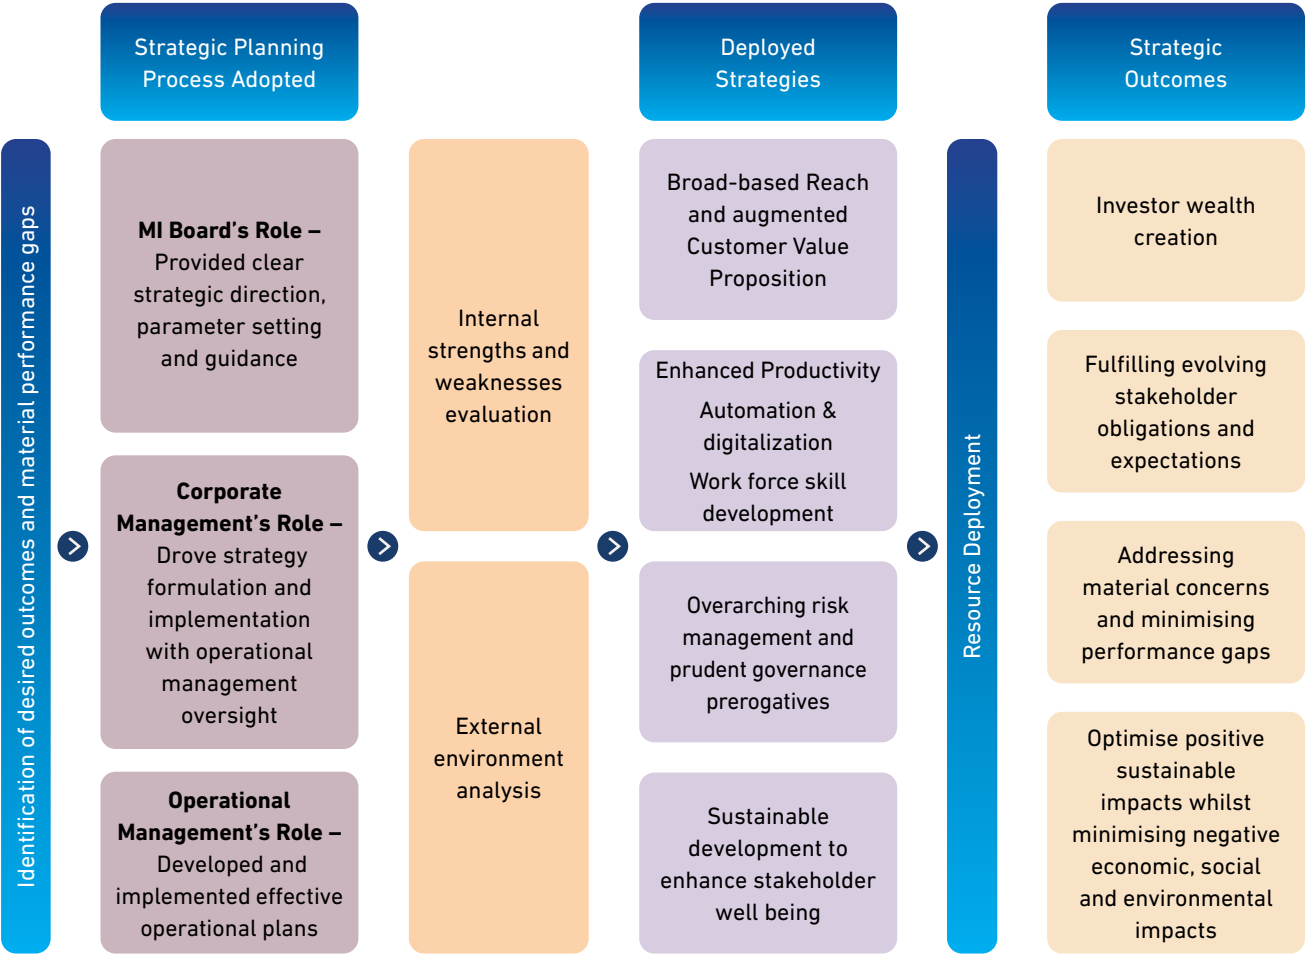 Strategic Planning
Process Adopted
Deployed
Strategies
Strategic
Outcomes
Identification of desired outcomes and material performance gaps
MI Board's Role –
Provided clear
strategic direction,
parameter setting
and guidance
Corporate
Management's Role –
Drove strategy
formulation and
implementation
with operational
management
oversight
Operational
Management's Role –
Developed and
implemented effective
operational plans
Internal
strengths and
weaknesses
evaluation
External
environment
analysis
Broad-based Reach
and augmented
Customer Value
Proposition
Enhanced Productivity
Automation &
digitalization
Work force skill
development
Overarching risk
management and
prudent governance
prerogatives
Sustainable
development to
enhance stakeholder
well being
Resource Deployment
Investor wealth
creation
Fulfilling evolving
stakeholder
obligations and
expectations
Addressing
material concerns
and minimising
performance gaps
Optimise positive
sustainable
impacts whilst
minimising negative
economic, social
and environmental
impacts